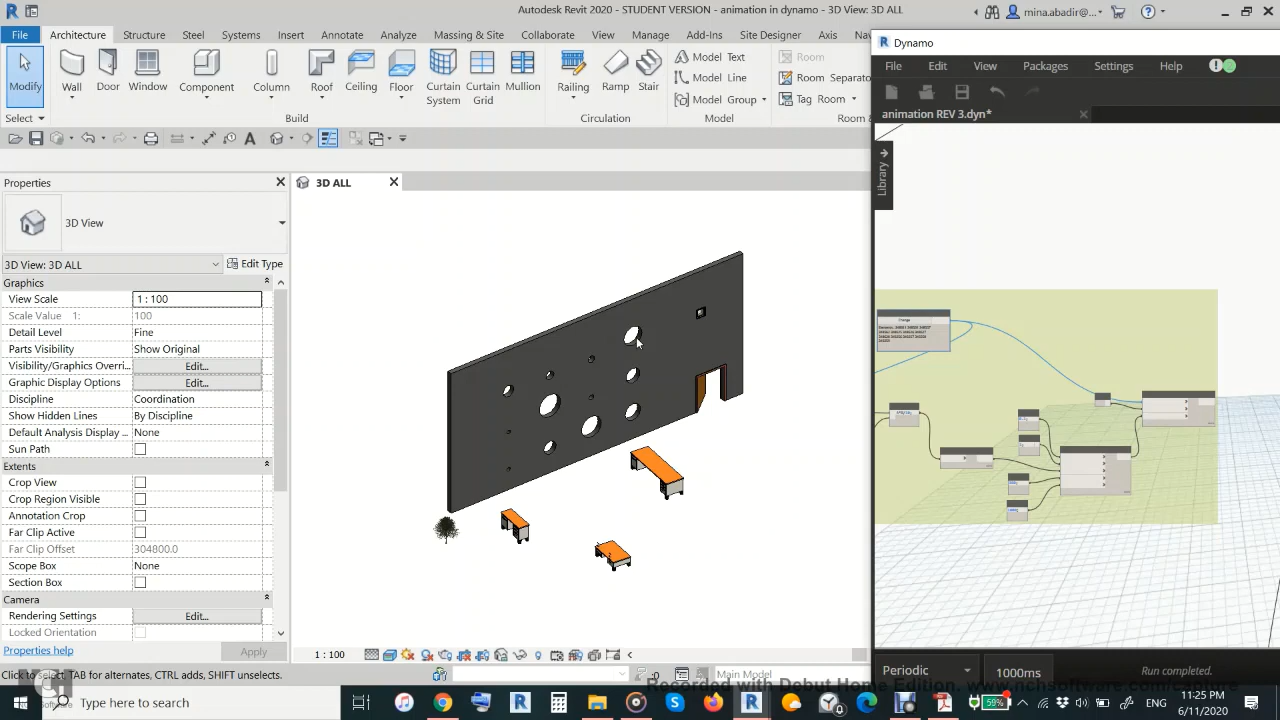 Autodesk Revit 2020 - STUDENT VERSION - animation in dynamo - 3D View: 3D ALL
mina.abadir@...
File Architecture Structure Steel Systems Insert Annotate Analyze Massing & Site Collaborate View Manage Add-Ins Site Designer Axis
Modify Wall Door Window Component Column Roof Ceiling Floor Curtain System Curtain Grid Mullion Railing Ramp Stair
Model Text
Model Line
Model Group
Room
Room Separato
Tag Room
Select Build Circulation Model Room &
Properties
3D ALL
3D View
3D View: 3D ALL Edit Type
Graphics
View Scale 1 : 100
Scale Value 1: 100
Detail Level Fine
Parts Visibility Show Original
Visibility/Graphics Overri... Edit...
Graphic Display Options Edit...
Discipline Coordination
Show Hidden Lines By Discipline
Default Analysis Display ... None
Sun Path
Extents
Crop View
Crop Region Visible
Annotation Crop
Far Clip Active
Far Clip Offset 304800.0
Scope Box None
Section Box
Camera
Rendering Settings Edit...
Locked Orientation
Properties help Apply
1 : 100
TAB for alternates, CTRL adds, SHIFT unselects.
:0
Main Model
Dynamo
File Edit View Packages Settings Help
animation REV 3.dyn*
Library
Periodic 1000ms Run completed.
Recorded with Debut Home Edition. www.nchsoftware.com/capture
Type here to search
59%
ENG
11:25 PM
6/11/2020